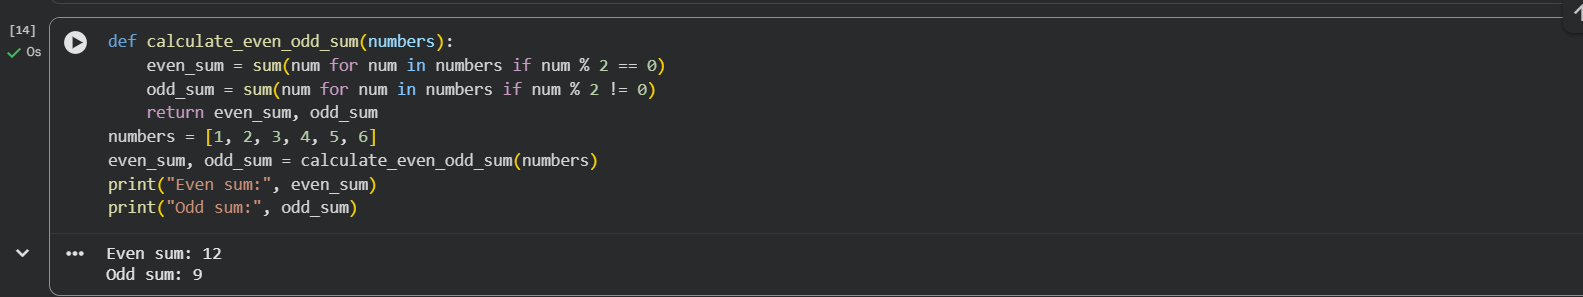 [14]
0s
def calculate_even_odd_sum(numbers):
    even_sum = sum(num for num in numbers if num % 2 == 0)
    odd_sum = sum(num for num in numbers if num % 2 != 0)
    return even_sum, odd_sum
numbers = [1, 2, 3, 4, 5, 6]
even_sum, odd_sum = calculate_even_odd_sum(numbers)
print("Even sum:", even_sum)
print("Odd sum:", odd_sum)
Even sum: 12
Odd sum: 9